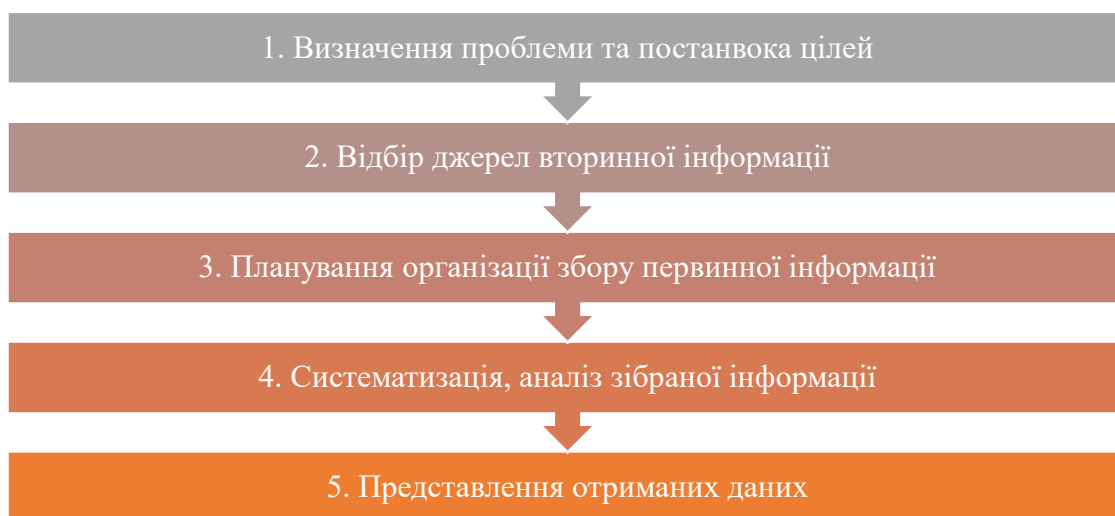 1. Визначення проблеми та постанвока цілей
2. Відбір джерел вторинної інформації
3. Планування організації збору первинної інформації
4. Систематизація, аналіз зібраної інформації
5. Представлення отриманих даних